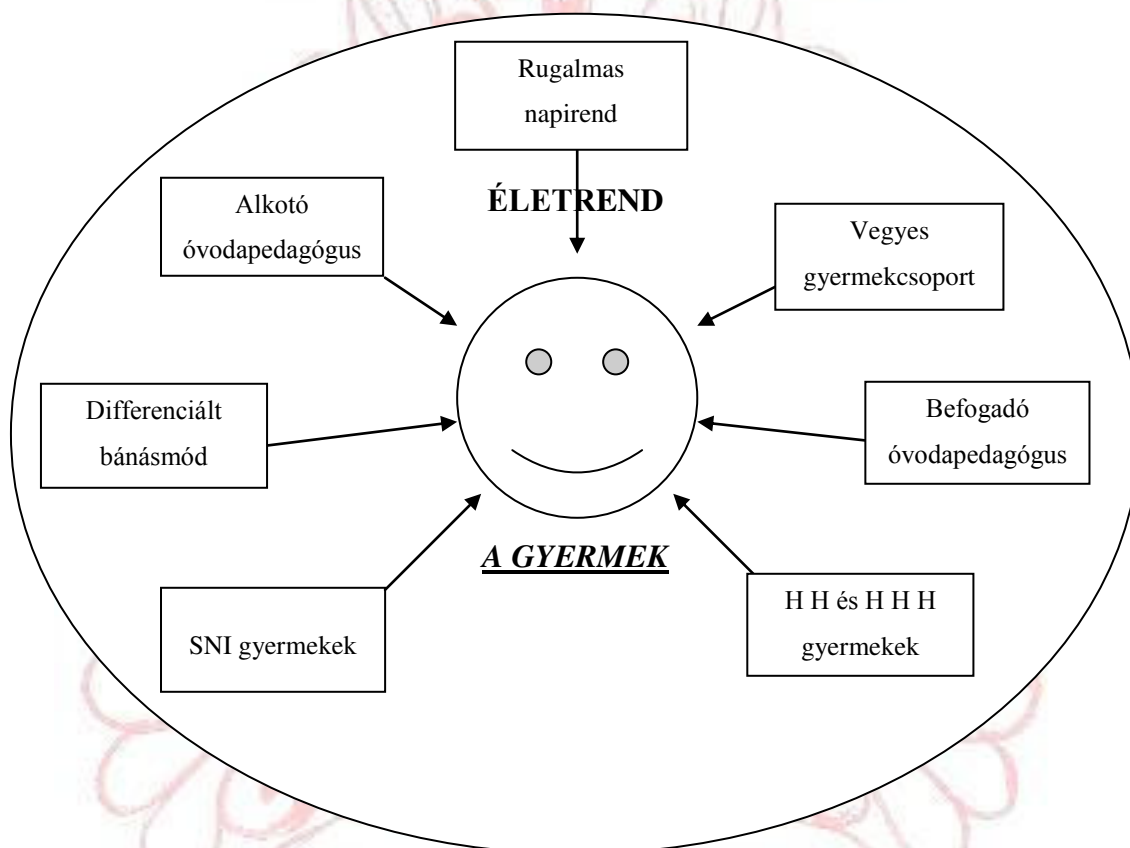 Rugalmas
napirend
ÉLETREND
Alkotó
óvodapedagógus
Vegyes
gyermekcsoport
Differenciált
bánásmód
Befogadó
óvodapedagógus
A GYERMEK
SNI gyermekek
H H és H H H
gyermekek